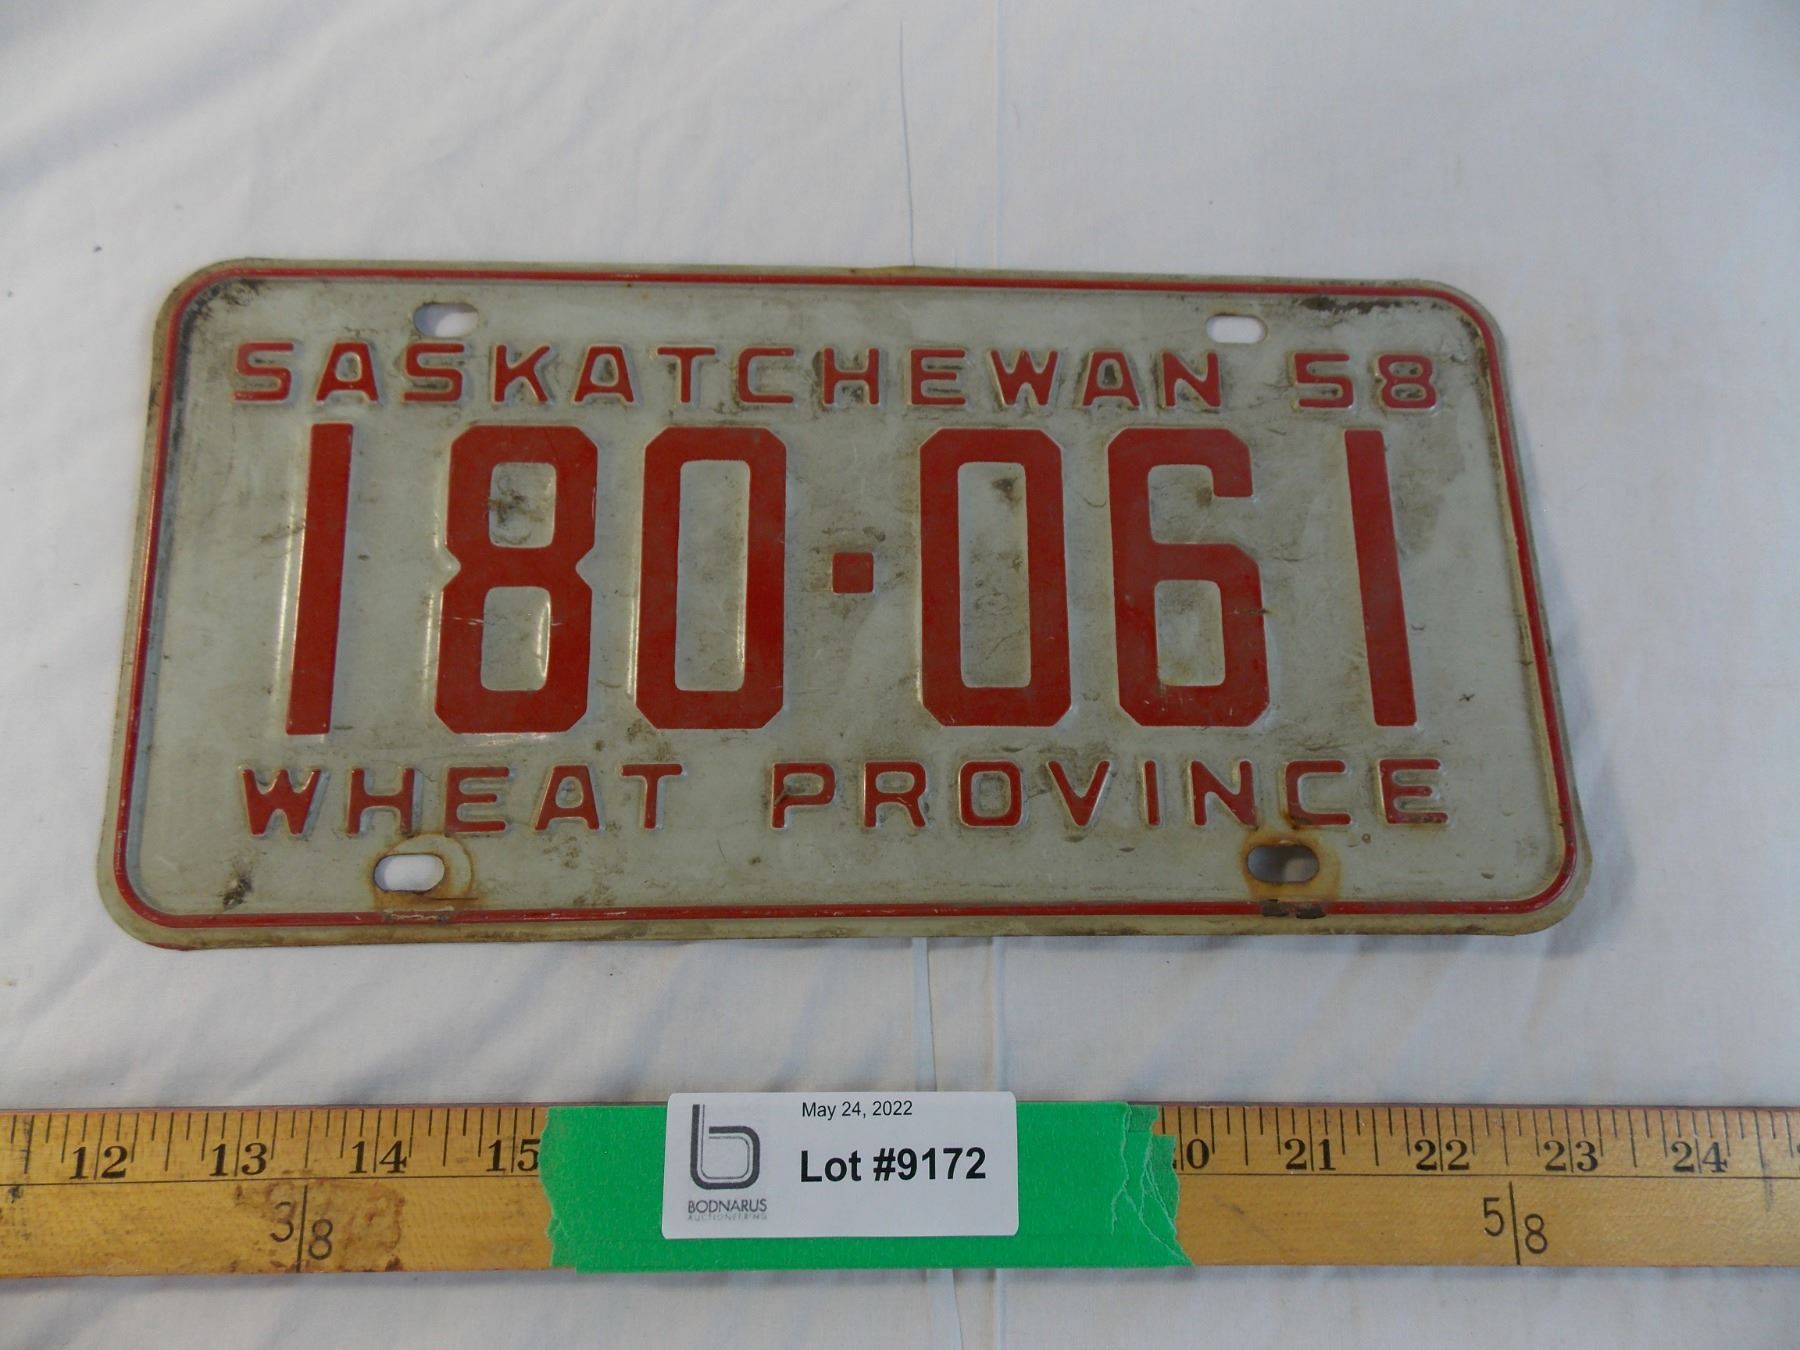 SASKATCHEWAN 58
180·061
WHEAT PROVINCE
May 24, 2022
Lot #9172
BODNARUS
AUCTIONEERING
12 13 14 15 20 21 22 23 24
3/8 5/8